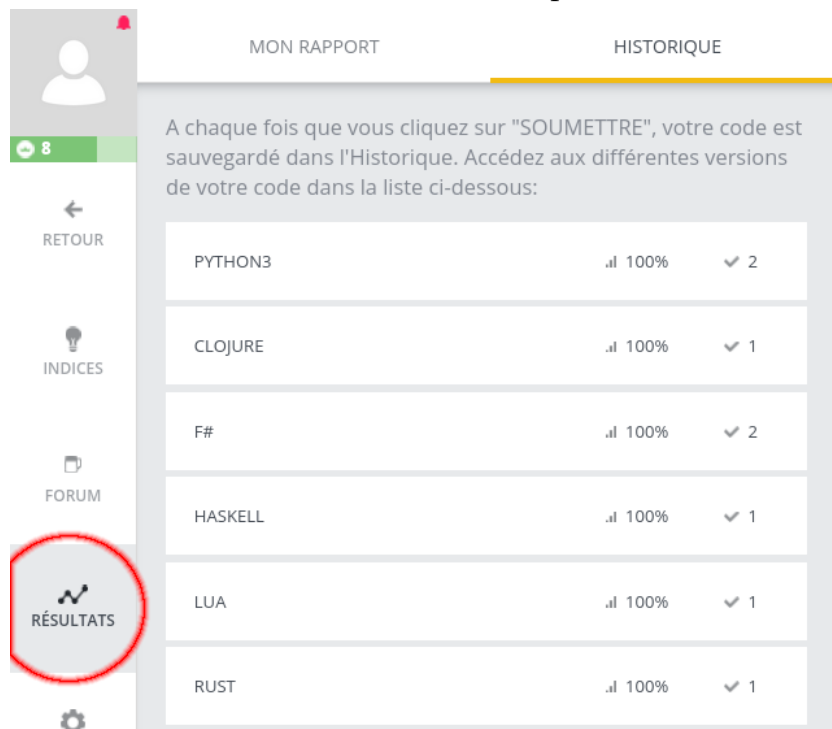 MON RAPPORT
HISTORIQUE
8
A chaque fois que vous cliquez sur "SOUMETTRE", votre code est
sauvegardé dans l'Historique. Accédez aux différentes versions
de votre code dans la liste ci-dessous:
RETOUR
INDICES
FORUM
RÉSULTATS
PYTHON3 100% 2
CLOJURE 100% 1
F# 100% 2
HASKELL 100% 1
LUA 100% 1
RUST 100% 1